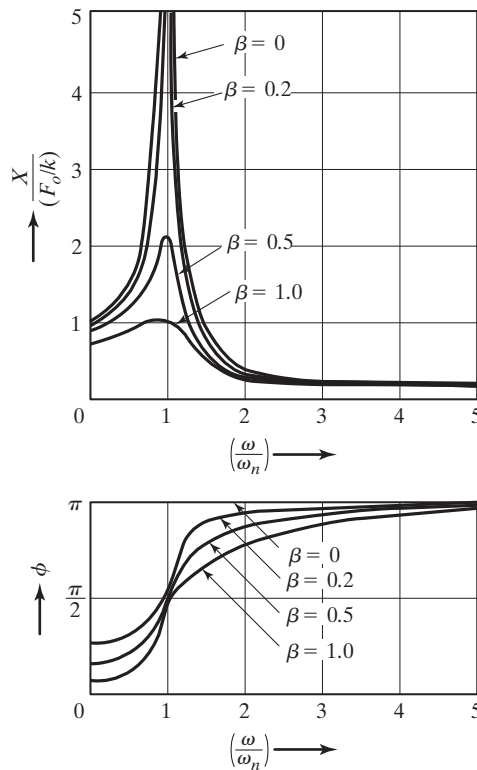 5
β = 0
4
β = 0.2
3
X
(F_o/k)
2
β = 0.5
β = 1.0
1
0 1 2 3 4 5
(ω/ω_n)
π
β = 0
β = 0.2
ϕ
π/2
β = 0.5
β = 1.0
0 1 2 3 4 5
(ω/ω_n)